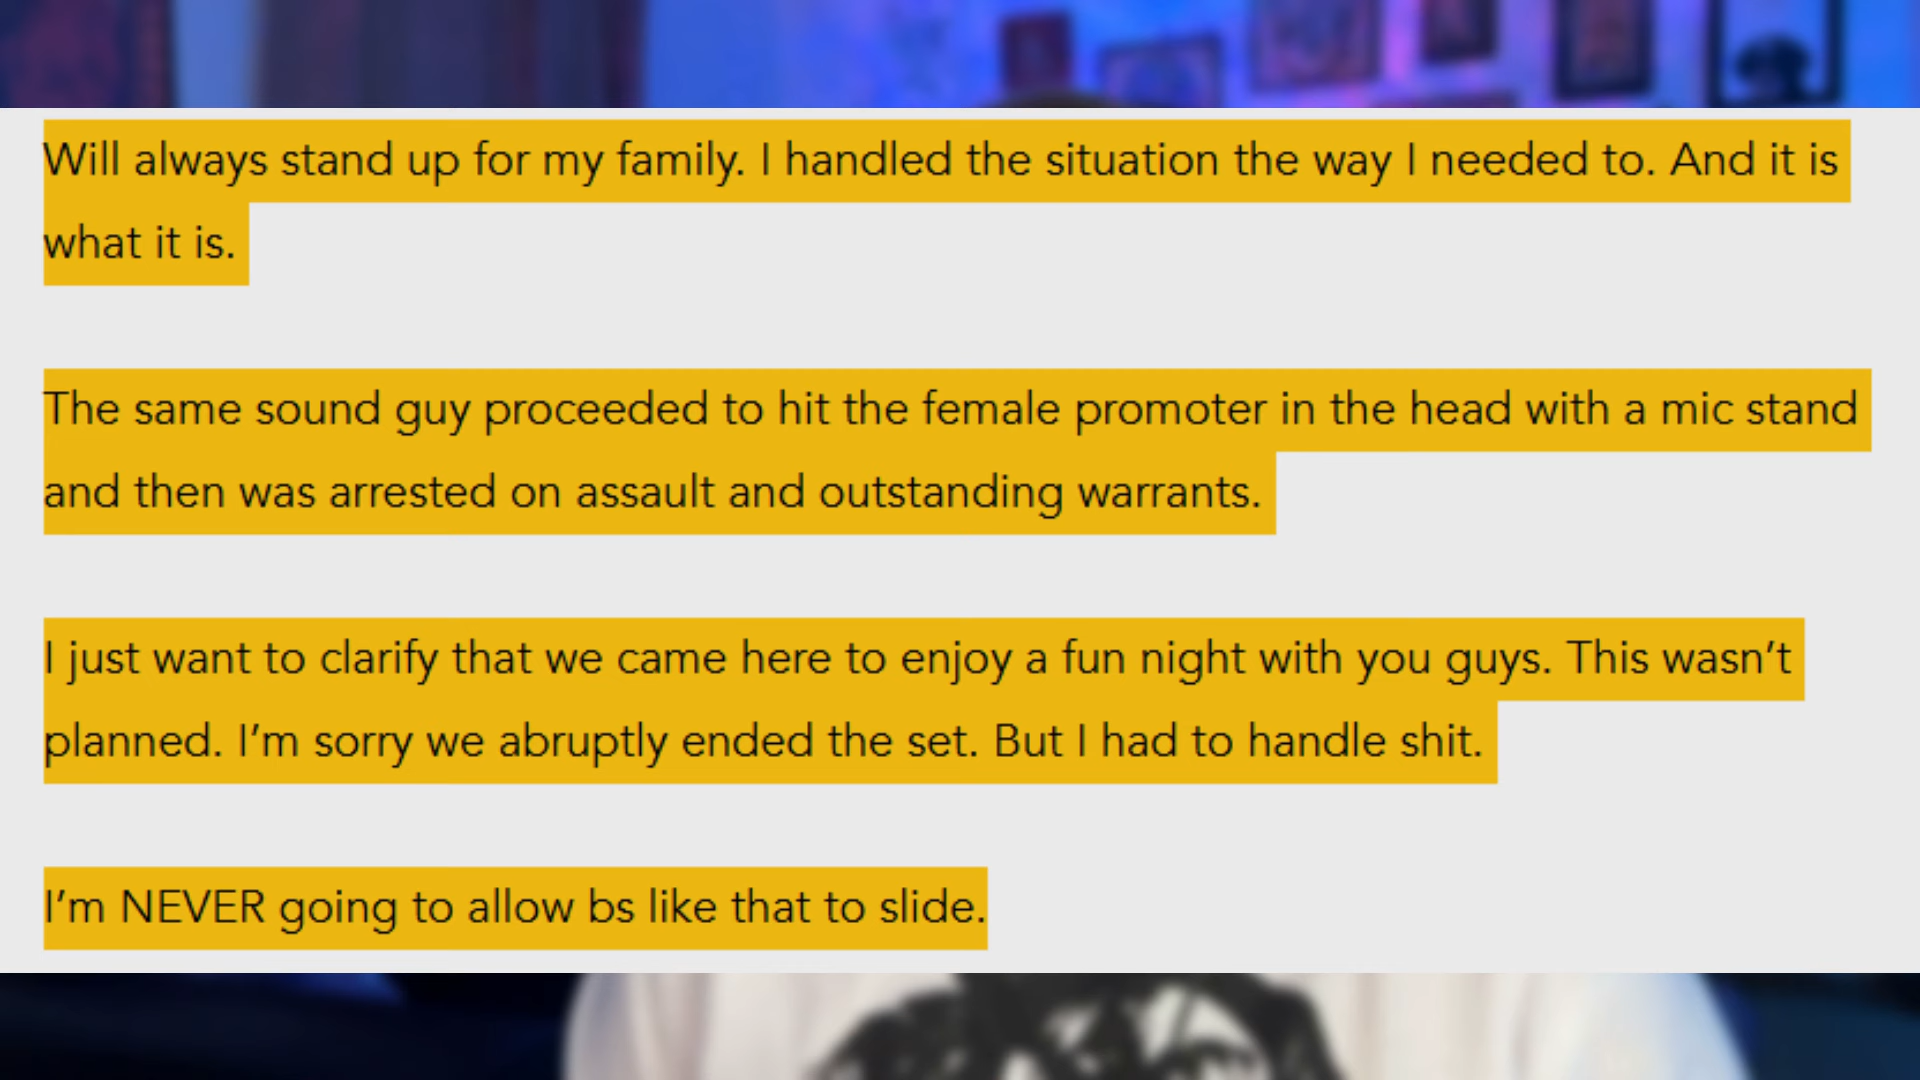 Will always stand up for my family. I handled the situation the way I needed to. And it is
what it is.
The same sound guy proceeded to hit the female promoter in the head with a mic stand
and then was arrested on assault and outstanding warrants.
I just want to clarify that we came here to enjoy a fun night with you guys. This wasn’t
planned. I’m sorry we abruptly ended the set. But I had to handle shit.
I’m NEVER going to allow bs like that to slide.